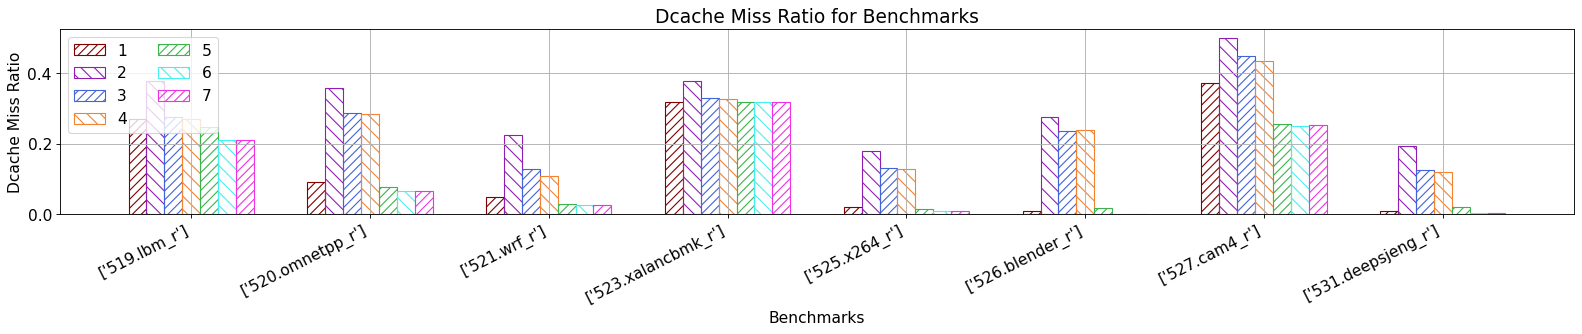 Dcache Miss Ratio for Benchmarks
Dcache Miss Ratio
0.4
0.2
0.0
1
2
3
4
5
6
7
['519.lbm_r']
['520.omnetpp_r']
['521.wrf_r']
['523.xalancbmk_r']
['525.x264_r']
['526.blender_r']
['527.cam4_r']
['531.deepsjeng_r']
Benchmarks